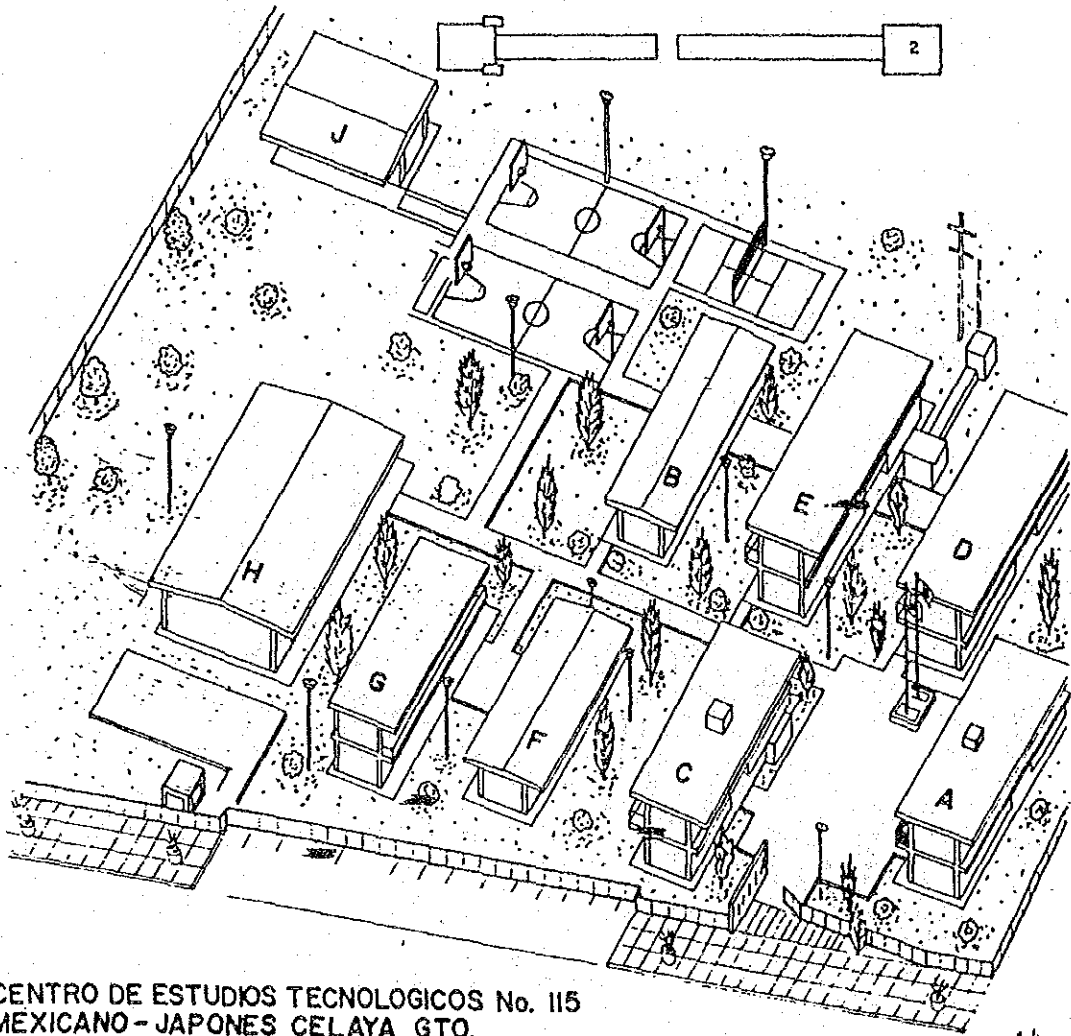 2
J
B
E
D
H
G
F
C
A
CENTRO DE ESTUDIOS TECNOLOGICOS No. 115
MEXICANO-JAPONES CELAYA GTO.